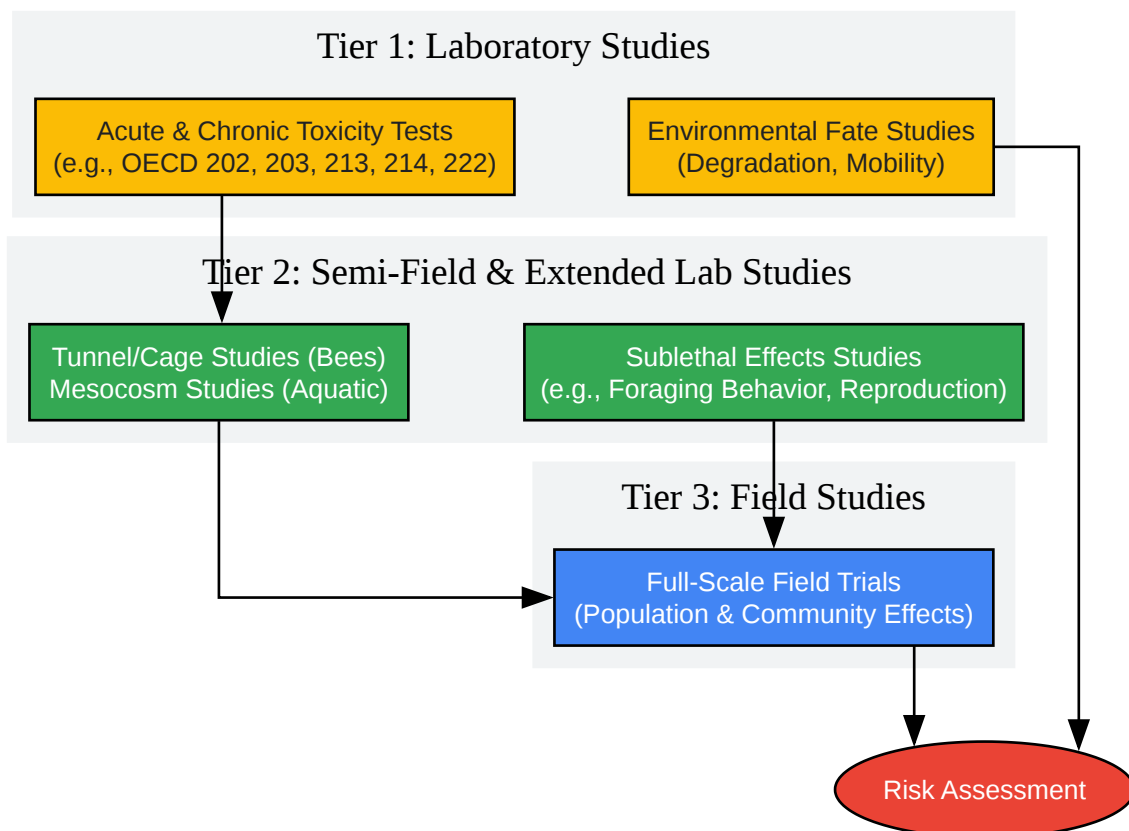 Tier 1: Laboratory Studies
Acute & Chronic Toxicity Tests
(e.g., OECD 202, 203, 213, 214, 222)
Environmental Fate Studies
(Degradation, Mobility)
Tier 2: Semi-Field & Extended Lab Studies
Tunnel/Cage Studies (Bees)
Mesocosm Studies (Aquatic)
Sublethal Effects Studies
(e.g., Foraging Behavior, Reproduction)
Tier 3: Field Studies
Full-Scale Field Trials
(Population & Community Effects)
Risk Assessment